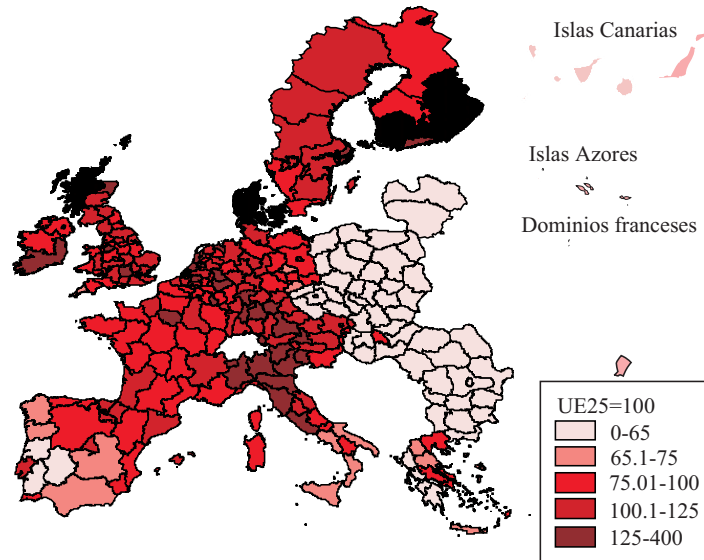 Islas Canarias
Islas Azores
Dominios franceses
UE25=100
0-65
65.1-75
75.01-100
100.1-125
125-400